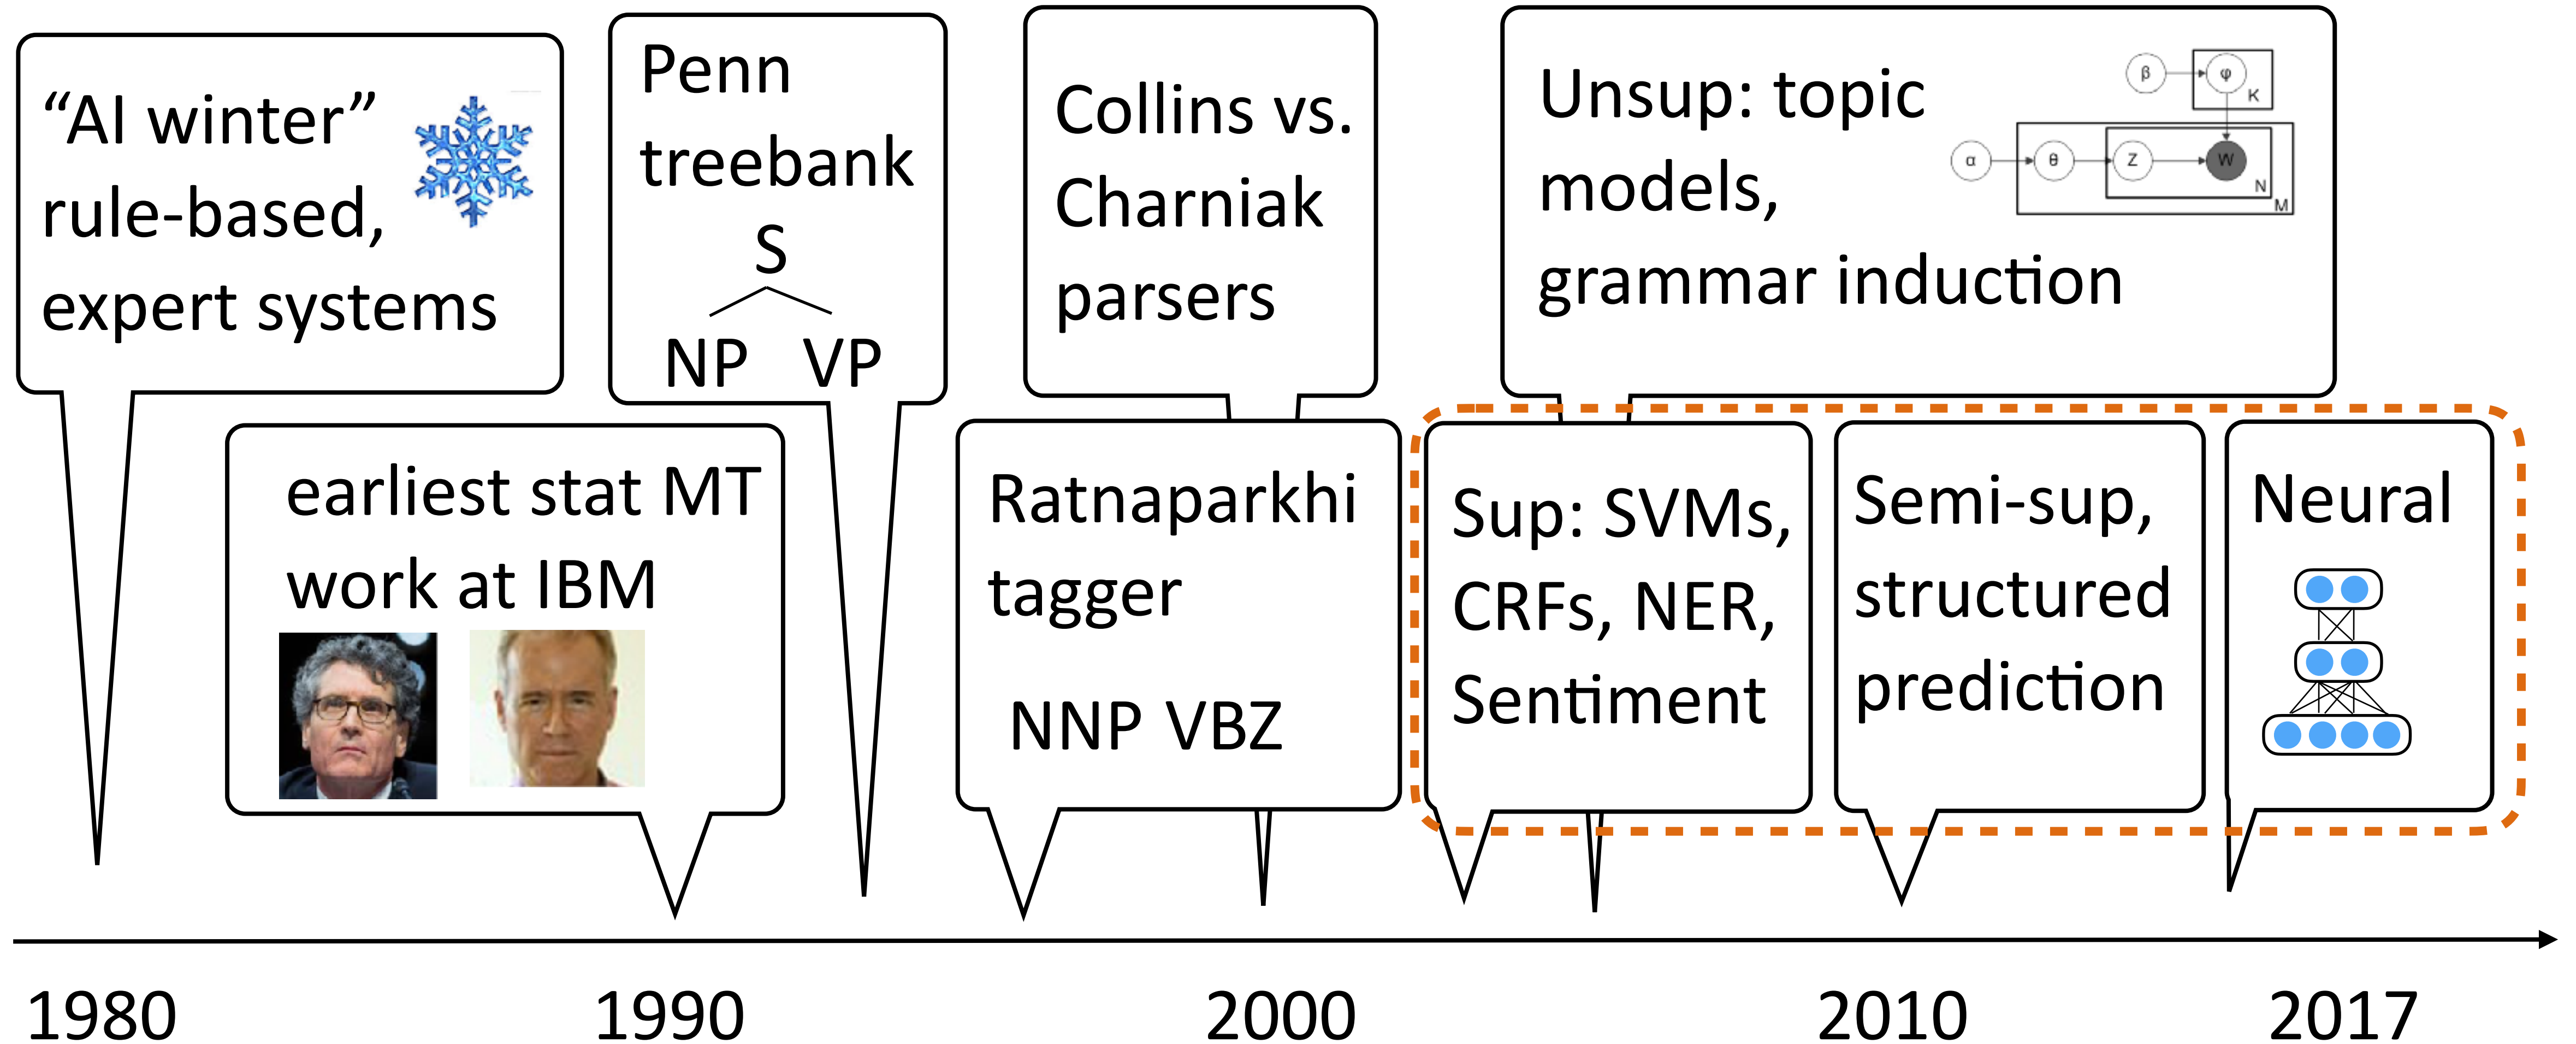 “AI winter”
rule-based,
expert systems
Penn
treebank
S
NP VP
Collins vs.
Charniak
parsers
Unsup: topic
models,
grammar induction
β φ
K
α θ Z W
N
M
earliest stat MT
work at IBM
Ratnaparkhi
tagger
NNP VBZ
Sup: SVMs,
CRFs, NER,
Sentiment
Semi-sup,
structured
prediction
Neural
1980 1990 2000 2010 2017